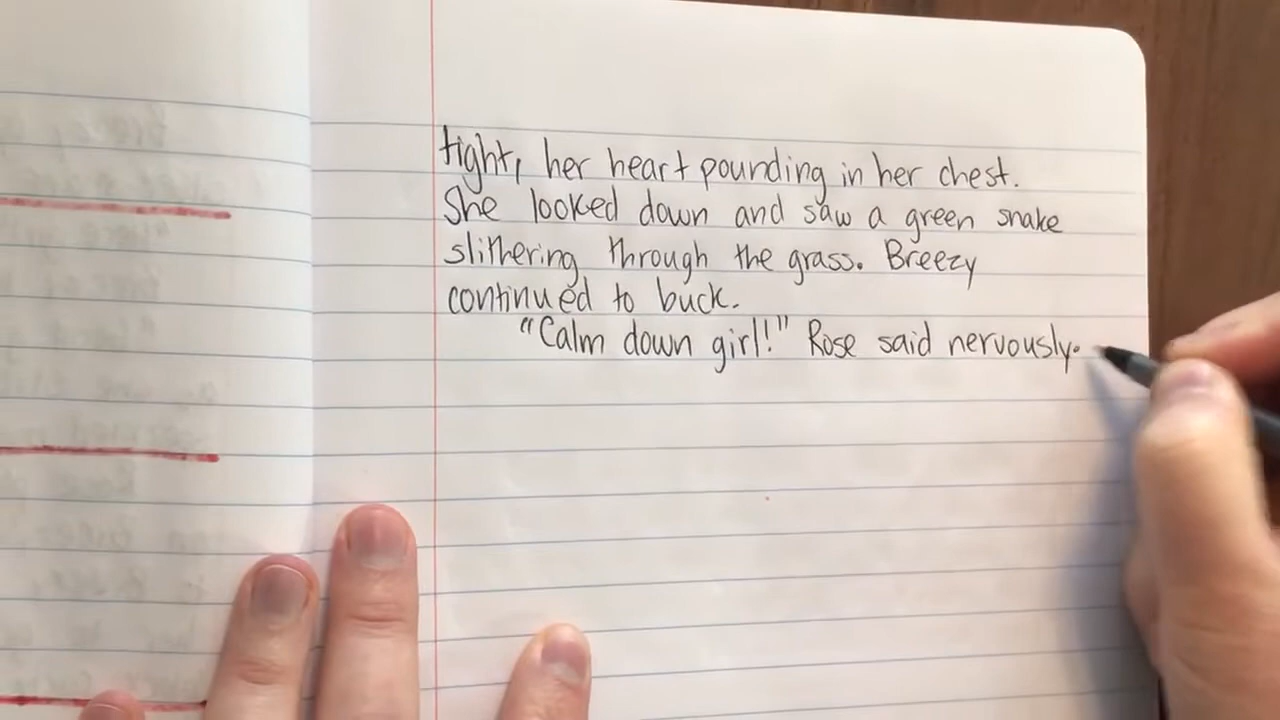 tight, her heart pounding in her chest.
She looked down and saw a green snake
slithering through the grass. Breezy
continued to buck.
"Calm down girl!" Rose said nervously.